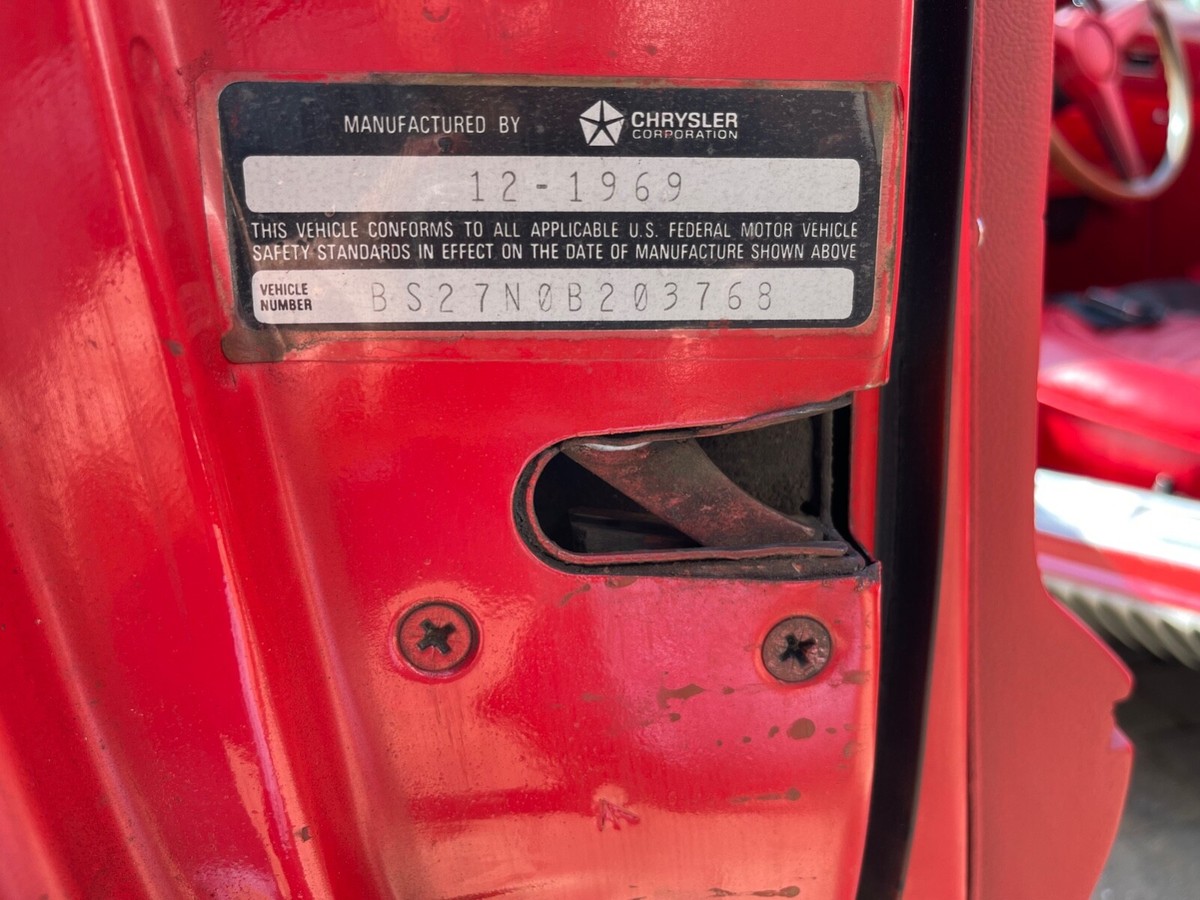 MANUFACTURED BY CHRYSLER
CORPORATION
12-1969
THIS VEHICLE CONFORMS TO ALL APPLICABLE U.S. FEDERAL MOTOR VEHICLE
SAFETY STANDARDS IN EFFECT ON THE DATE OF MANUFACTURE SHOWN ABOVE
VEHICLE
NUMBER BS27N0B203768